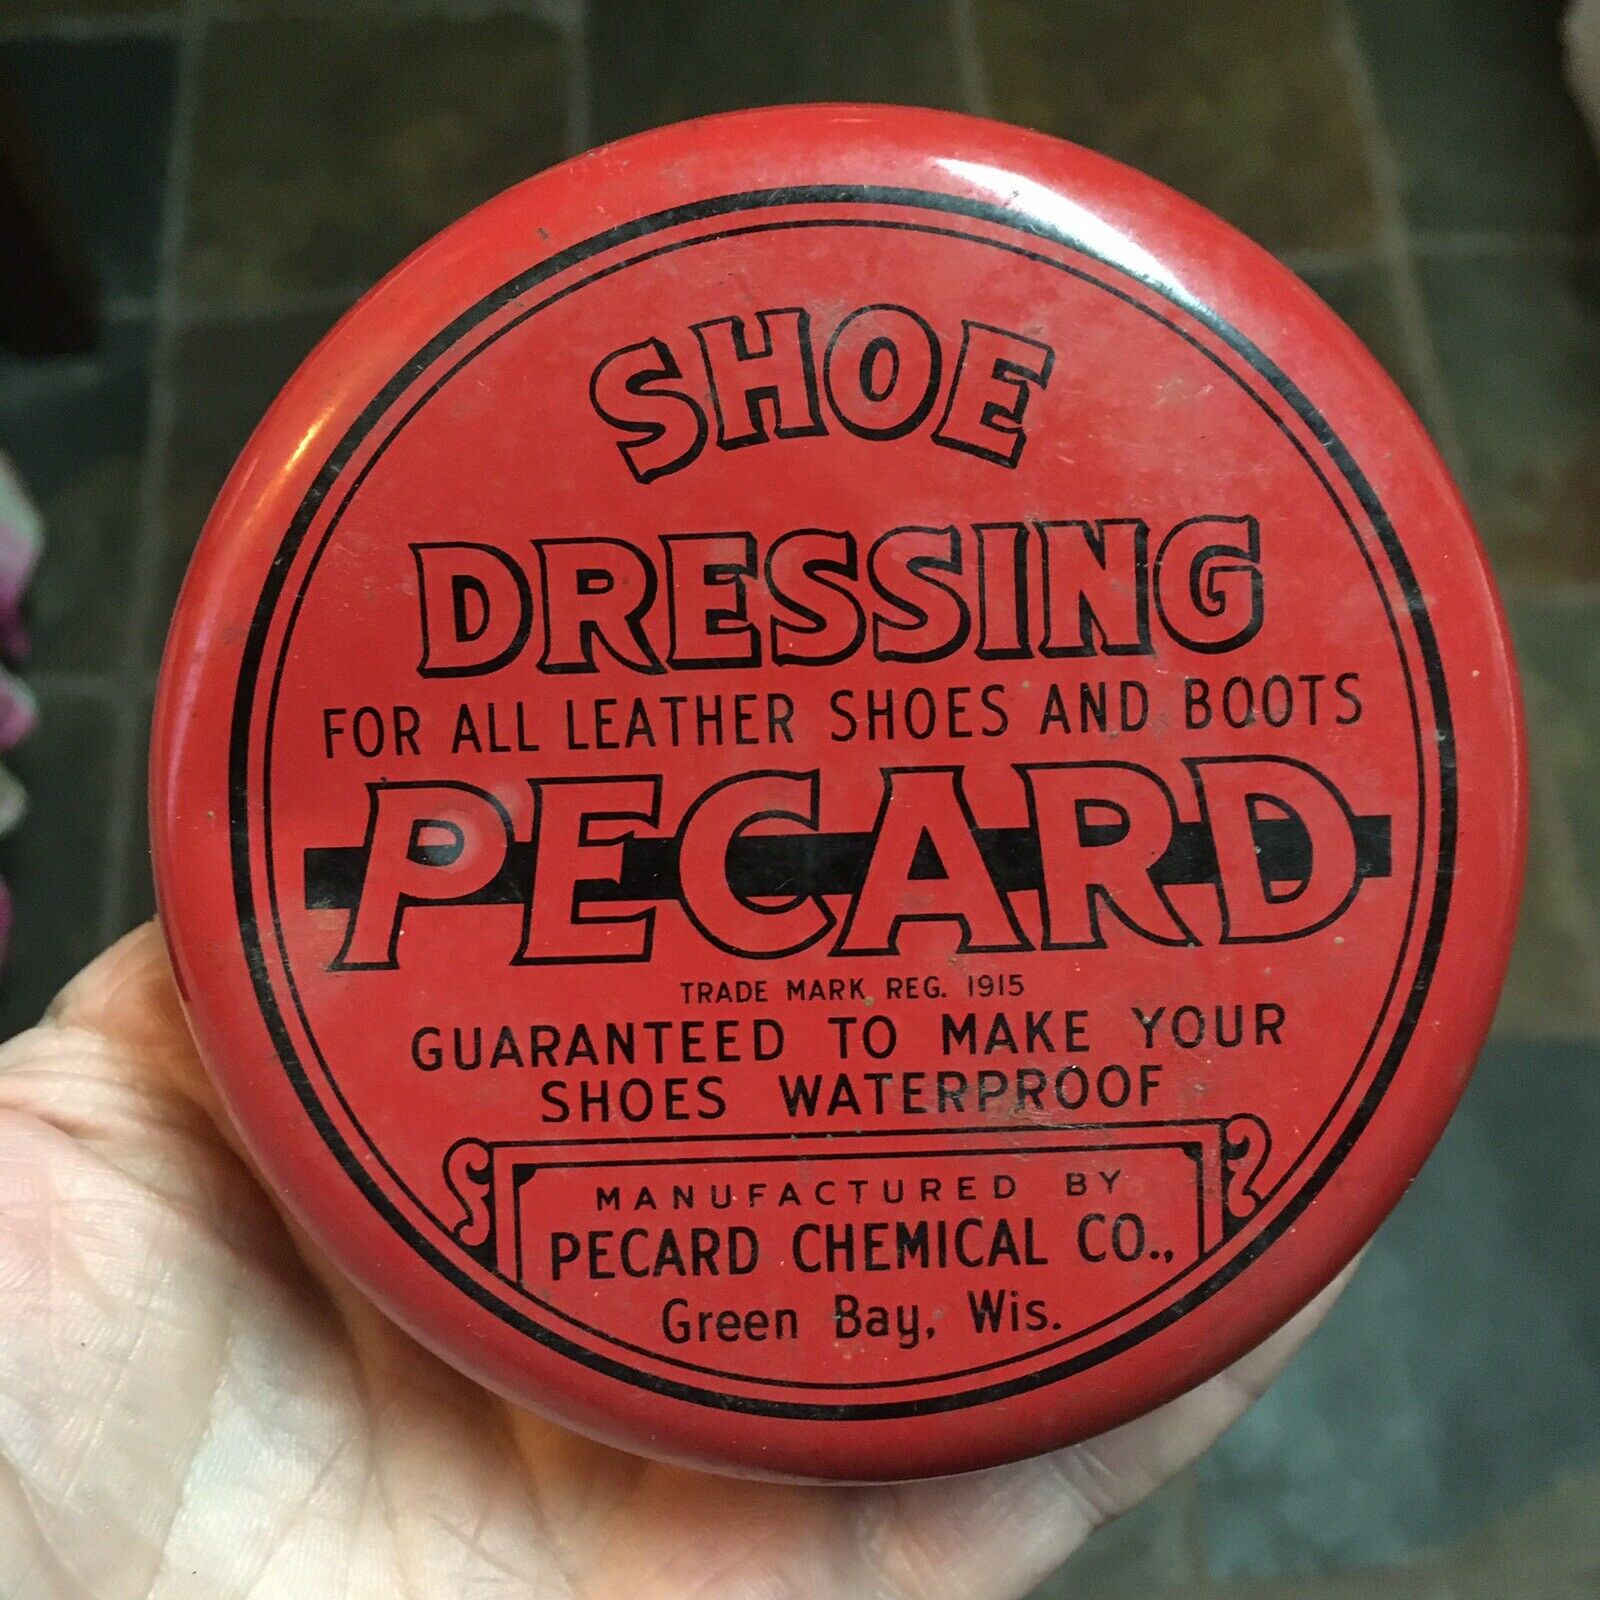 SHOE
DRESSING
FOR ALL LEATHER SHOES AND BOOTS
PECARD
TRADE MARK REG. 1915
GUARANTEED TO MAKE YOUR
SHOES WATERPROOF
MANUFACTURED BY
PECARD CHEMICAL CO.,
Green Bay, Wis.